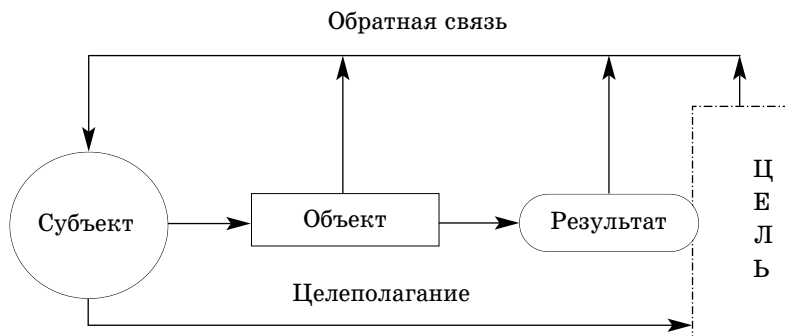 Обратная связь
Субъект
Объект
Результат
Ц
Е
Л
Ь
Целеполагание